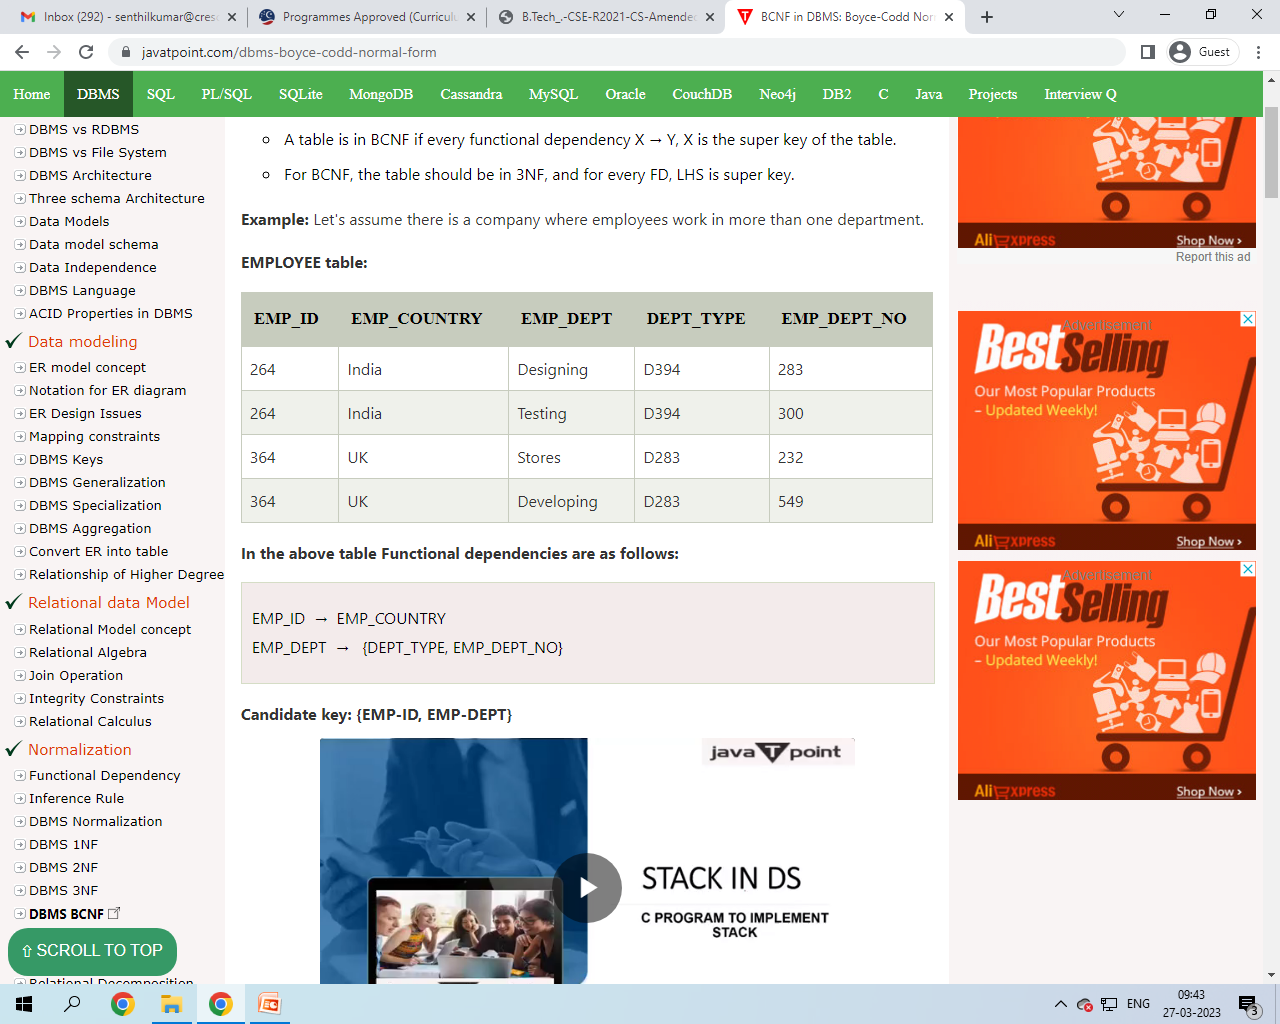 Inbox (292) - senthilkumar@cres
Programmes Approved (Curricul
B.Tech_.-CSE-R2021-CS-Amended
BCNF in DBMS: Boyce-Codd Nor
javatpoint.com/dbms-boyce-codd-normal-form
Guest
Home DBMS SQL PL/SQL SQLite MongoDB Cassandra MySQL Oracle CouchDB Neo4j DB2 C Java Projects Interview Q
DBMS vs RDBMS
DBMS vs File System
DBMS Architecture
Three schema Architecture
Data Models
Data model schema
Data Independence
DBMS Language
ACID Properties in DBMS
Data modeling
ER model concept
Notation for ER diagram
ER Design Issues
Mapping constraints
DBMS Keys
DBMS Generalization
DBMS Specialization
DBMS Aggregation
Convert ER into table
Relationship of Higher Degree
Relational data Model
Relational Model concept
Relational Algebra
Join Operation
Integrity Constraints
Relational Calculus
Normalization
Functional Dependency
Inference Rule
DBMS Normalization
DBMS 1NF
DBMS 2NF
DBMS 3NF
DBMS BCNF
⇧ SCROLL TO TOP
Relational Decomposition
A table is in BCNF if every functional dependency X → Y, X is the super key of the table.
For BCNF, the table should be in 3NF, and for every FD, LHS is super key.
Example: Let's assume there is a company where employees work in more than one department.
EMPLOYEE table:
EMP_ID EMP_COUNTRY EMP_DEPT DEPT_TYPE EMP_DEPT_NO
264 India Designing D394 283
264 India Testing D394 300
364 UK Stores D283 232
364 UK Developing D283 549
In the above table Functional dependencies are as follows:
EMP_ID → EMP_COUNTRY
EMP_DEPT → {DEPT_TYPE, EMP_DEPT_NO}
Candidate key: {EMP-ID, EMP-DEPT}
java T point
STACK IN DS
C PROGRAM TO IMPLEMENT
STACK
AliExpress Shop Now ›
Report this ad
Advertisement
Best
Selling
Our Most Popular Products
– Updated Weekly!
AliExpress Shop Now ›
Advertisement
Best
Selling
Our Most Popular Products
– Updated Weekly!
AliExpress Shop Now ›
ENG
09:43
27-03-2023
3